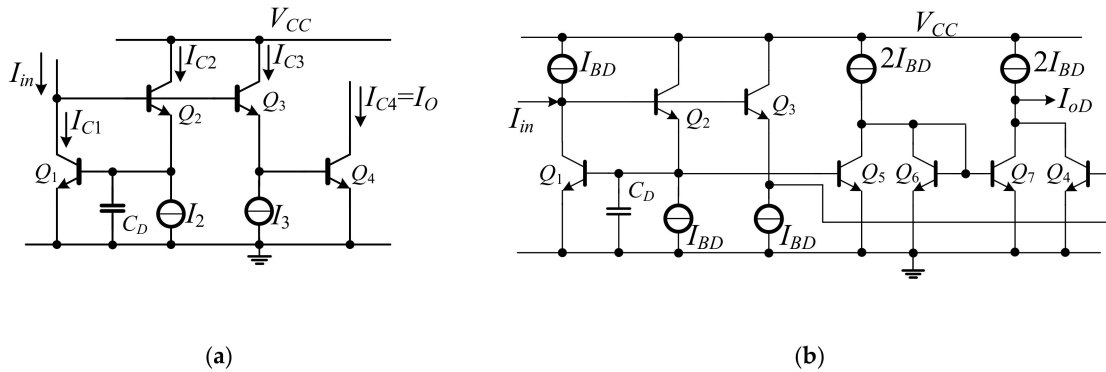 V_CC
I_in
I_C2
I_C3
I_C4=I_O
I_C1
Q_2
Q_3
Q_1
Q_4
C_D
I_2
I_3
(a)
V_CC
I_BD
2I_BD
2I_BD
I_in
Q_2
Q_3
I_oD
Q_1
Q_5
Q_6
Q_7
Q_4
C_D
I_BD
I_BD
(b)